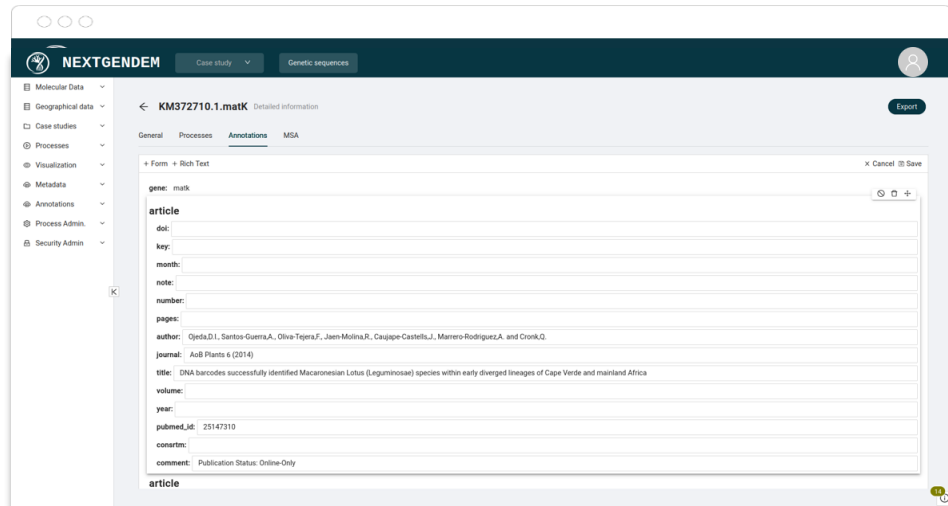 NEXTGENDEM
Case study
Genetic sequences
Molecular Data
Geographical data
Case studies
Processes
Visualization
Metadata
Annotations
Process Admin.
Security Admin
KM372710.1.matK Detailed information
Export
General Processes Annotations MSA
+ Form + Rich Text
× Cancel Save
gene: matk
article
doi:
key:
month:
note:
number:
pages:
author: Ojeda,D.I., Santos-Guerra,A., Oliva-Tejera,F., Jaen-Molina,R., Caujape-Castells,J., Marrero-Rodriguez,A. and Cronk,Q.
journal: AoB Plants 6 (2014)
title: DNA barcodes successfully identified Macaronesian Lotus (Leguminosae) species within early diverged lineages of Cape Verde and mainland Africa
volume:
year:
pubmed_id: 25147310
consrtm:
comment: Publication Status: Online-Only
article
14